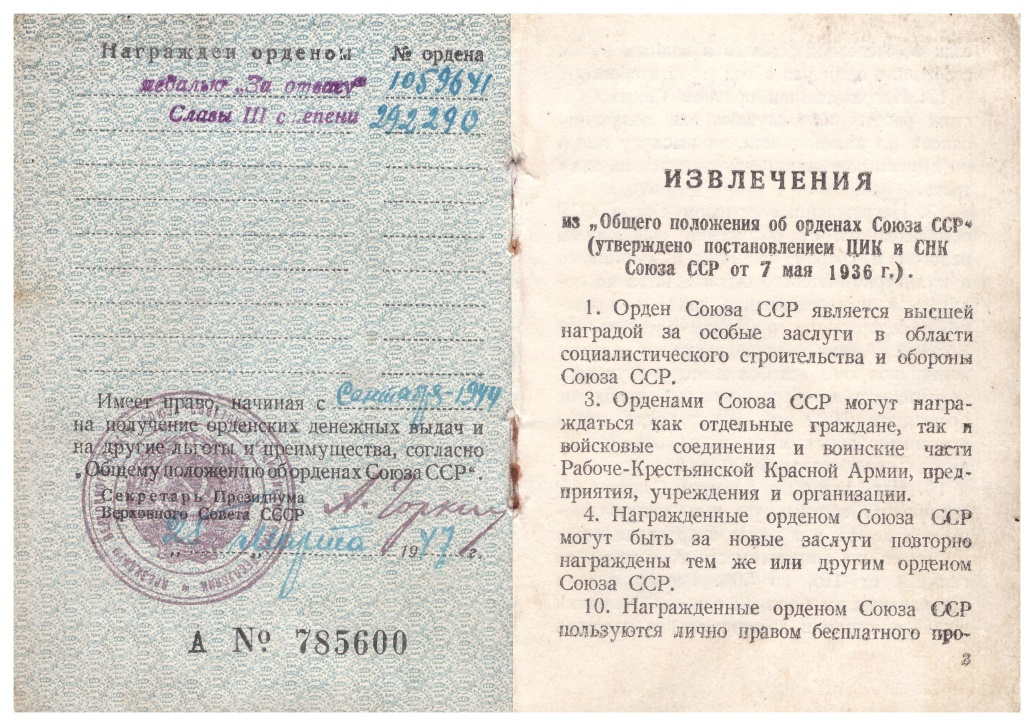 Награжден орденом № ордена
медалью „За отвагу" 1059641
Славы III степени 292290
Имеет право, начиная с Сентября-1944
на получение орденских денежных выдач и
на другие льготы и преимущества, согласно
„Общему положению об орденах Союза ССР".
Секретарь Президиума
Верховного Совета СССР А. Горкин
„25" Марта 1947 г.
А № 785600
ИЗВЛЕЧЕНИЯ
из „Общего положения об орденах Союза ССР"
(утверждено постановлением ЦИК и СНК
Союза ССР от 7 мая 1936 г.).
1. Орден Союза ССР является высшей
наградой за особые заслуги в области
социалистического строительства и обороны
Союза ССР.
3. Орденами Союза ССР могут награ-
ждаться как отдельные граждане, так и
войсковые соединения и воинские части
Рабоче-Крестьянской Красной Армии, пред-
приятия, учреждения и организации.
4. Награжденные орденом Союза ССР
могут быть за новые заслуги повторно
награждены тем же или другим орденом
Союза ССР.
10. Награжденные орденом Союза ССР
пользуются лично правом бесплатного про-
3